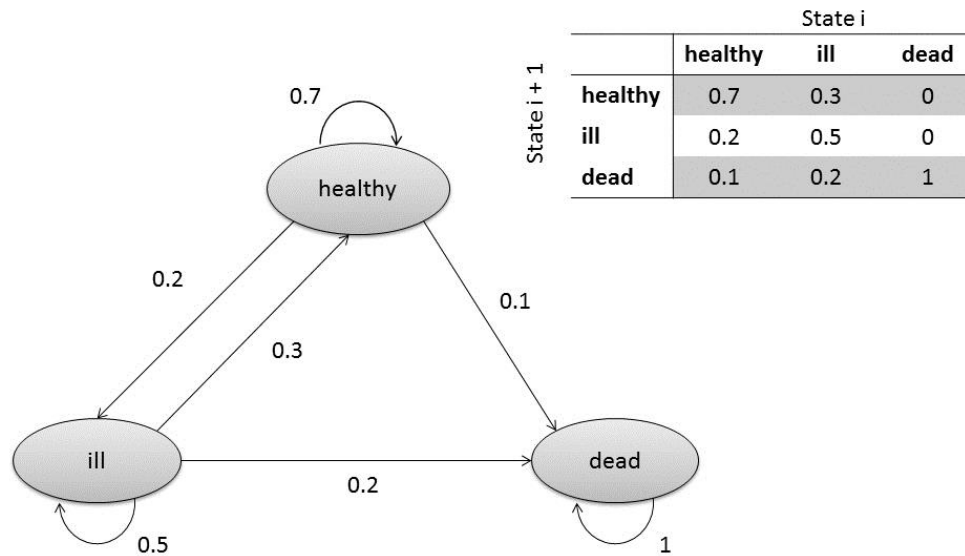 State i
State i + 1
healthy ill dead
healthy 0.7 0.3 0
ill 0.2 0.5 0
dead 0.1 0.2 1
0.7
healthy
0.2
0.3
0.1
ill
0.2
dead
0.5
1